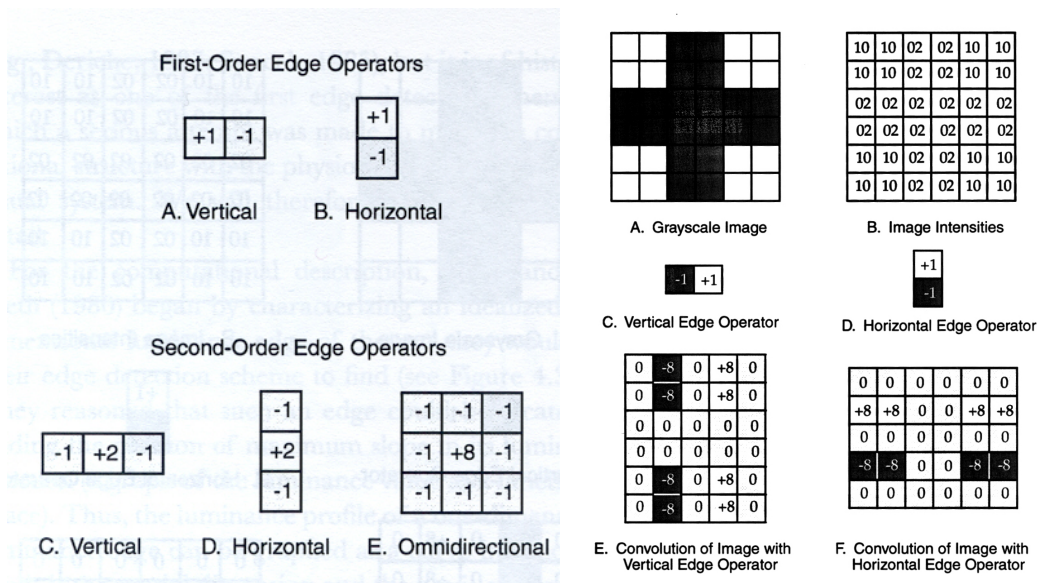 First-Order Edge Operators
+1 -1
+1
-1
A. Vertical
B. Horizontal
Second-Order Edge Operators
-1 +2 -1
-1
+2
-1
-1 -1 -1
-1 +8 -1
-1 -1 -1
C. Vertical
D. Horizontal
E. Omnidirectional
A. Grayscale Image
10 10 02 02 10 10
10 10 02 02 10 10
02 02 02 02 02 02
02 02 02 02 02 02
10 10 02 02 10 10
10 10 02 02 10 10
B. Image Intensities
-1 +1
C. Vertical Edge Operator
+1
-1
D. Horizontal Edge Operator
0 -8 0 +8 0
0 -8 0 +8 0
0 0 0 0 0
0 0 0 0 0
0 -8 0 +8 0
0 -8 0 +8 0
E. Convolution of Image with
Vertical Edge Operator
0 0 0 0 0 0
+8 +8 0 0 +8 +8
0 0 0 0 0 0
-8 -8 0 0 -8 -8
0 0 0 0 0 0
F. Convolution of Image with
Horizontal Edge Operator